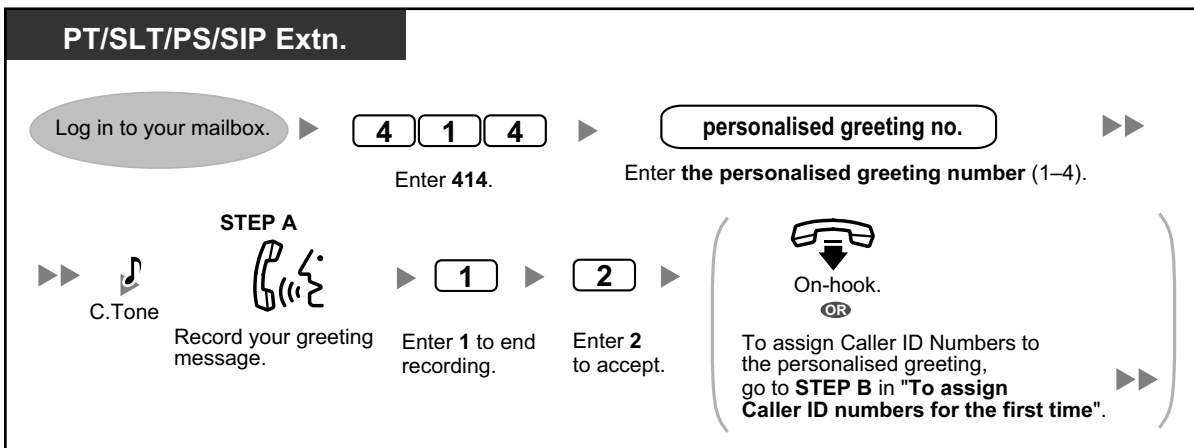 PT/SLT/PS/SIP Extn.
Log in to your mailbox.
4 1 4
Enter 414.
personalised greeting no.
Enter the personalised greeting number (1–4).
C.Tone
STEP A
Record your greeting
message.
1
Enter 1 to end
recording.
2
Enter 2
to accept.
On-hook.
OR
To assign Caller ID Numbers to
the personalised greeting,
go to STEP B in "To assign
Caller ID numbers for the first time".